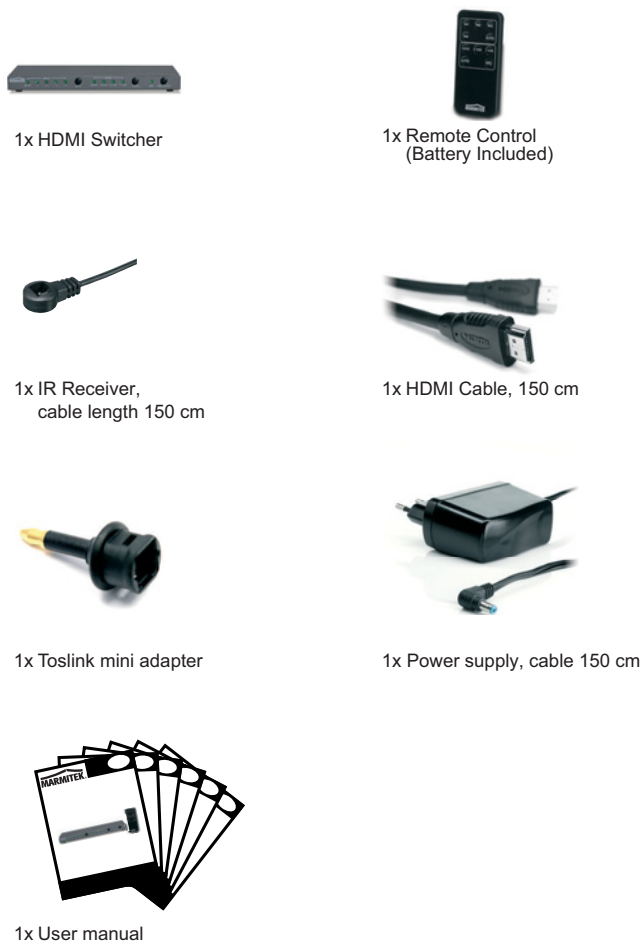 1x HDMI Switcher
1x Remote Control
(Battery Included)
MARMITEK
1x IR Receiver,
cable length 150 cm
1x HDMI Cable, 150 cm
1x Toslink mini adapter
1x Power supply, cable 150 cm
MARMITEK
1x User manual